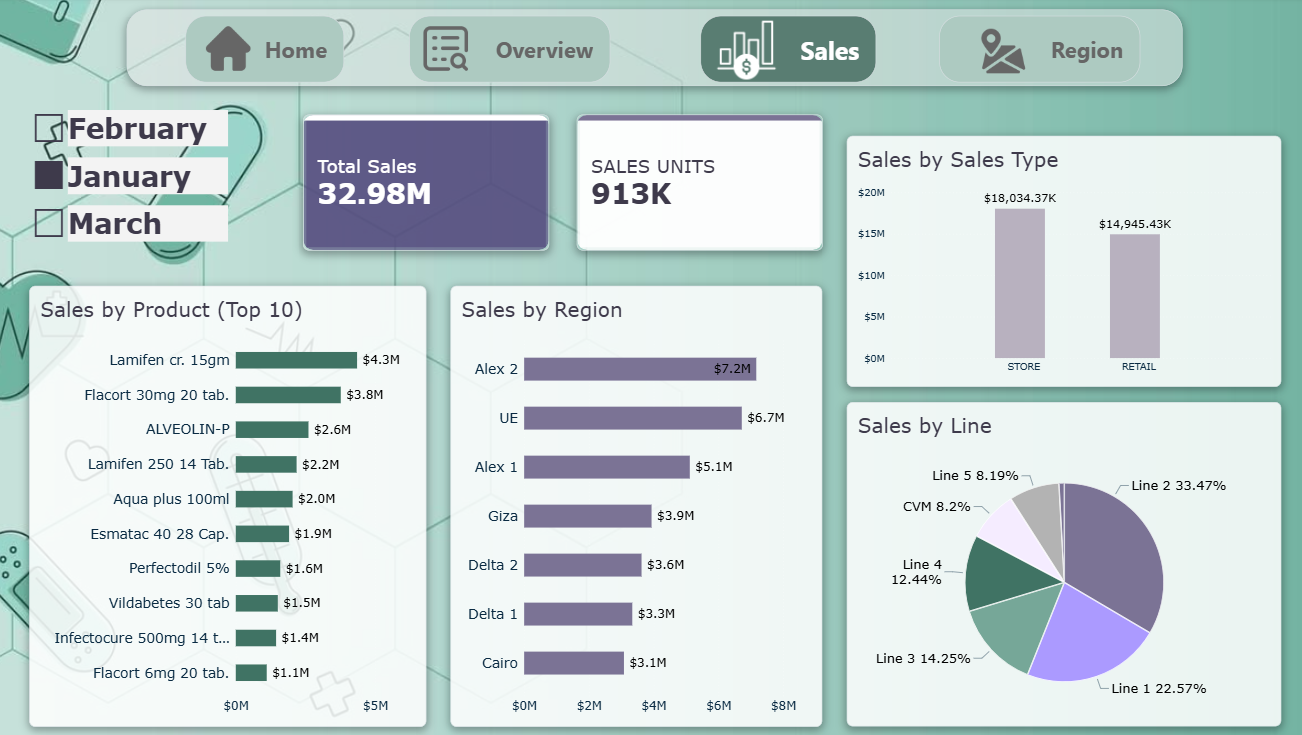 Home
Overview
Sales
Region
February
January
March
Total Sales
32.98M
SALES UNITS
913K
Sales by Sales Type
$20M
$15M
$10M
$5M
$0M
$18,034.37K
$14,945.43K
STORE
RETAIL
Sales by Product (Top 10)
Lamifen cr. 15gm $4.3M
Flacort 30mg 20 tab. $3.8M
ALVEOLIN-P $2.6M
Lamifen 250 14 Tab. $2.2M
Aqua plus 100ml $2.0M
Esmatac 40 28 Cap. $1.9M
Perfectodil 5% $1.6M
Vildabetes 30 tab $1.5M
Infectocure 500mg 14 t... $1.4M
Flacort 6mg 20 tab. $1.1M
$0M $5M
Sales by Region
Alex 2 $7.2M
UE $6.7M
Alex 1 $5.1M
Giza $3.9M
Delta 2 $3.6M
Delta 1 $3.3M
Cairo $3.1M
$0M $2M $4M $6M $8M
Sales by Line
Line 5 8.19%
Line 2 33.47%
CVM 8.2%
Line 4
12.44%
Line 3 14.25%
Line 1 22.57%